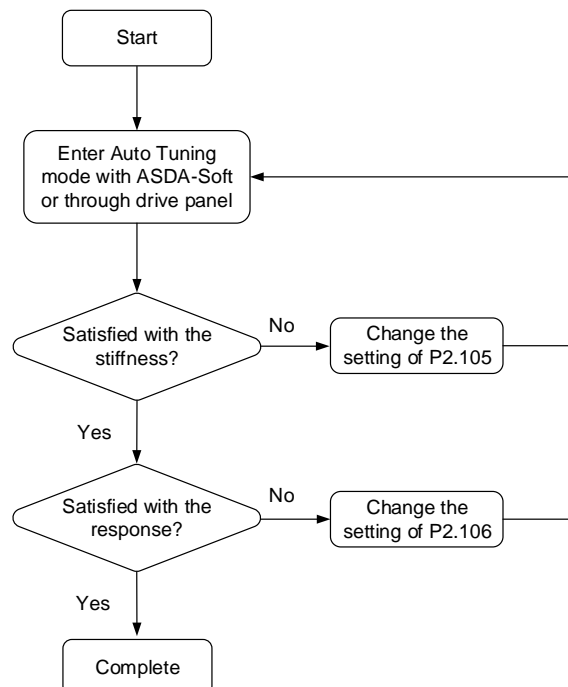 Start
Enter Auto Tuning
mode with ASDA-Soft
or through drive panel
Satisfied with the
stiffness?
No
Change the
setting of P2.105
Yes
Satisfied with the
response?
No
Change the
setting of P2.106
Yes
Complete